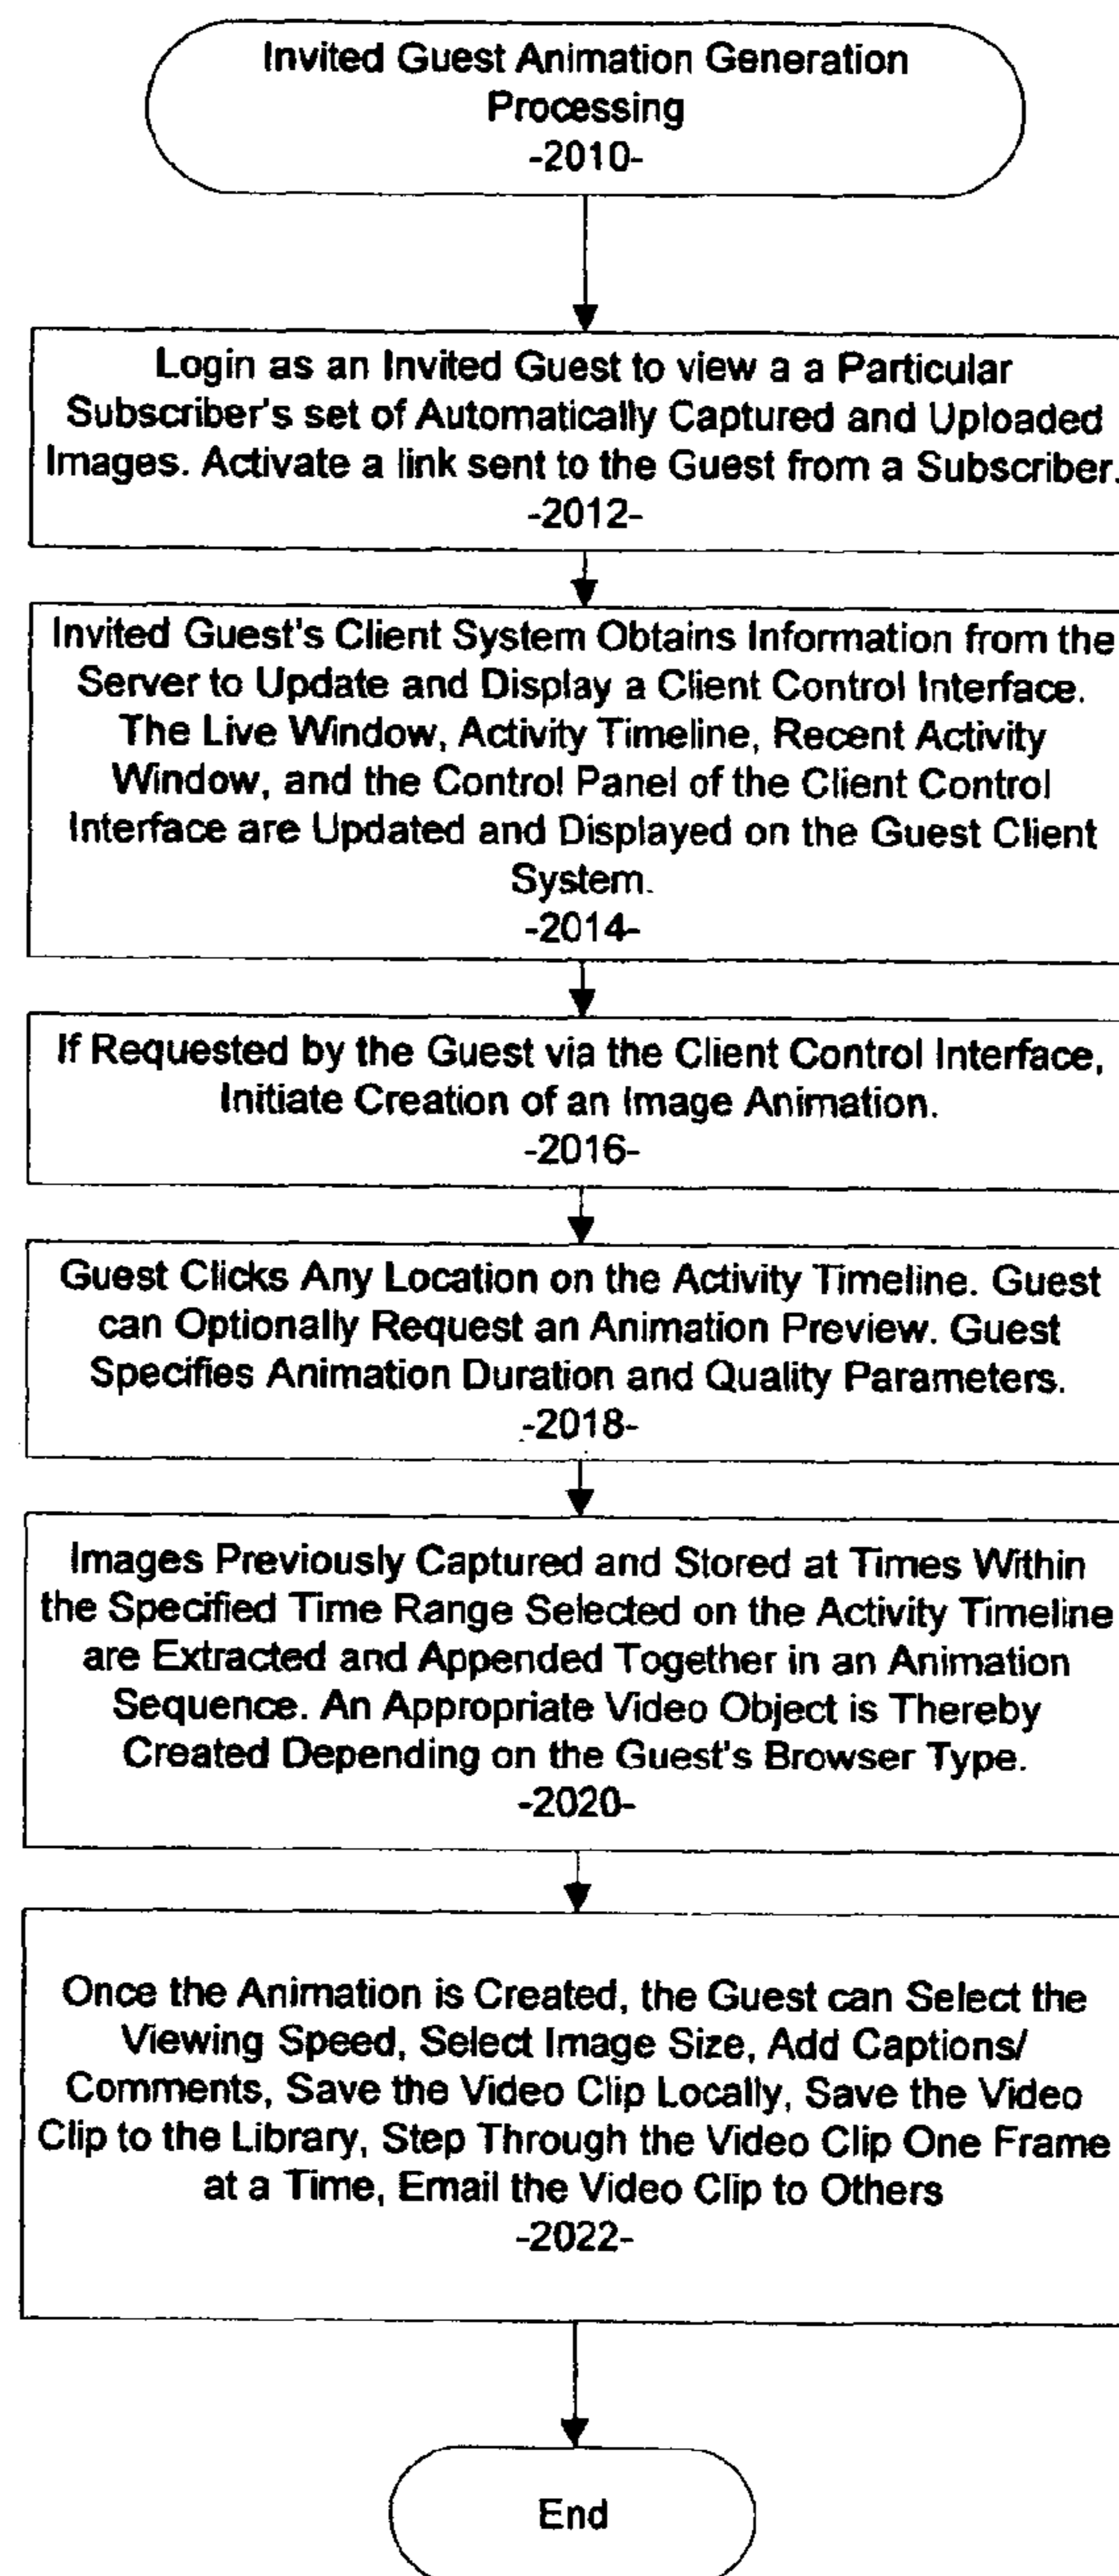 Invited Guest Animation Generation
Processing
-2010-
Login as an Invited Guest to view a a Particular
Subscriber's set of Automatically Captured and Uploaded
Images. Activate a link sent to the Guest from a Subscriber.
-2012-
Invited Guest's Client System Obtains Information from the
Server to Update and Display a Client Control Interface.
The Live Window, Activity Timeline, Recent Activity
Window, and the Control Panel of the Client Control
Interface are Updated and Displayed on the Guest Client
System.
-2014-
If Requested by the Guest via the Client Control Interface,
Initiate Creation of an Image Animation.
-2016-
Guest Clicks Any Location on the Activity Timeline. Guest
can Optionally Request an Animation Preview. Guest
Specifies Animation Duration and Quality Parameters.
-2018-
Images Previously Captured and Stored at Times Within
the Specified Time Range Selected on the Activity Timeline
are Extracted and Appended Together in an Animation
Sequence. An Appropriate Video Object is Thereby
Created Depending on the Guest's Browser Type.
-2020-
Once the Animation is Created, the Guest can Select the
Viewing Speed, Select Image Size, Add Captions/
Comments, Save the Video Clip Locally, Save the Video
Clip to the Library, Step Through the Video Clip One Frame
at a Time, Email the Video Clip to Others
-2022-
End